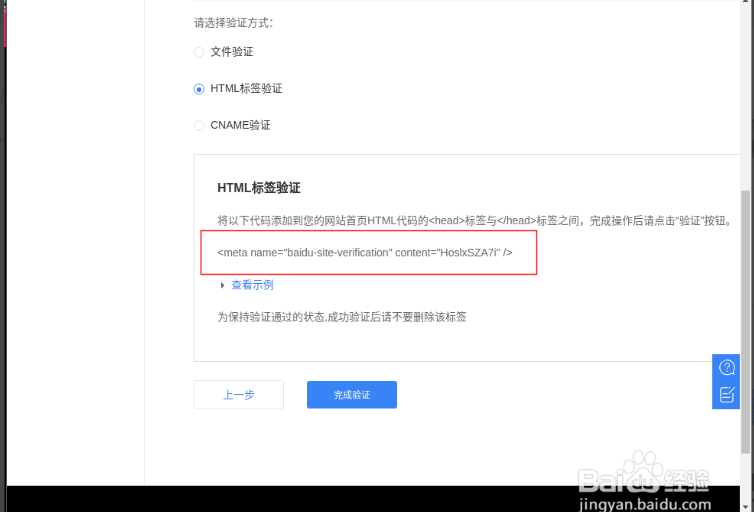 请选择验证方式：
文件验证
HTML标签验证
CNAME验证
HTML标签验证
将以下代码添加到您的网站首页HTML代码的<head>标签与</head>标签之间，完成操作后请点击“验证”按钮。
<meta name="baidu-site-verification" content="HoslxSZA7i" />
查看示例
为保持验证通过的状态,成功验证后请不要删除该标签
上一步 完成验证
Baidu经验
jingyan.baidu.com